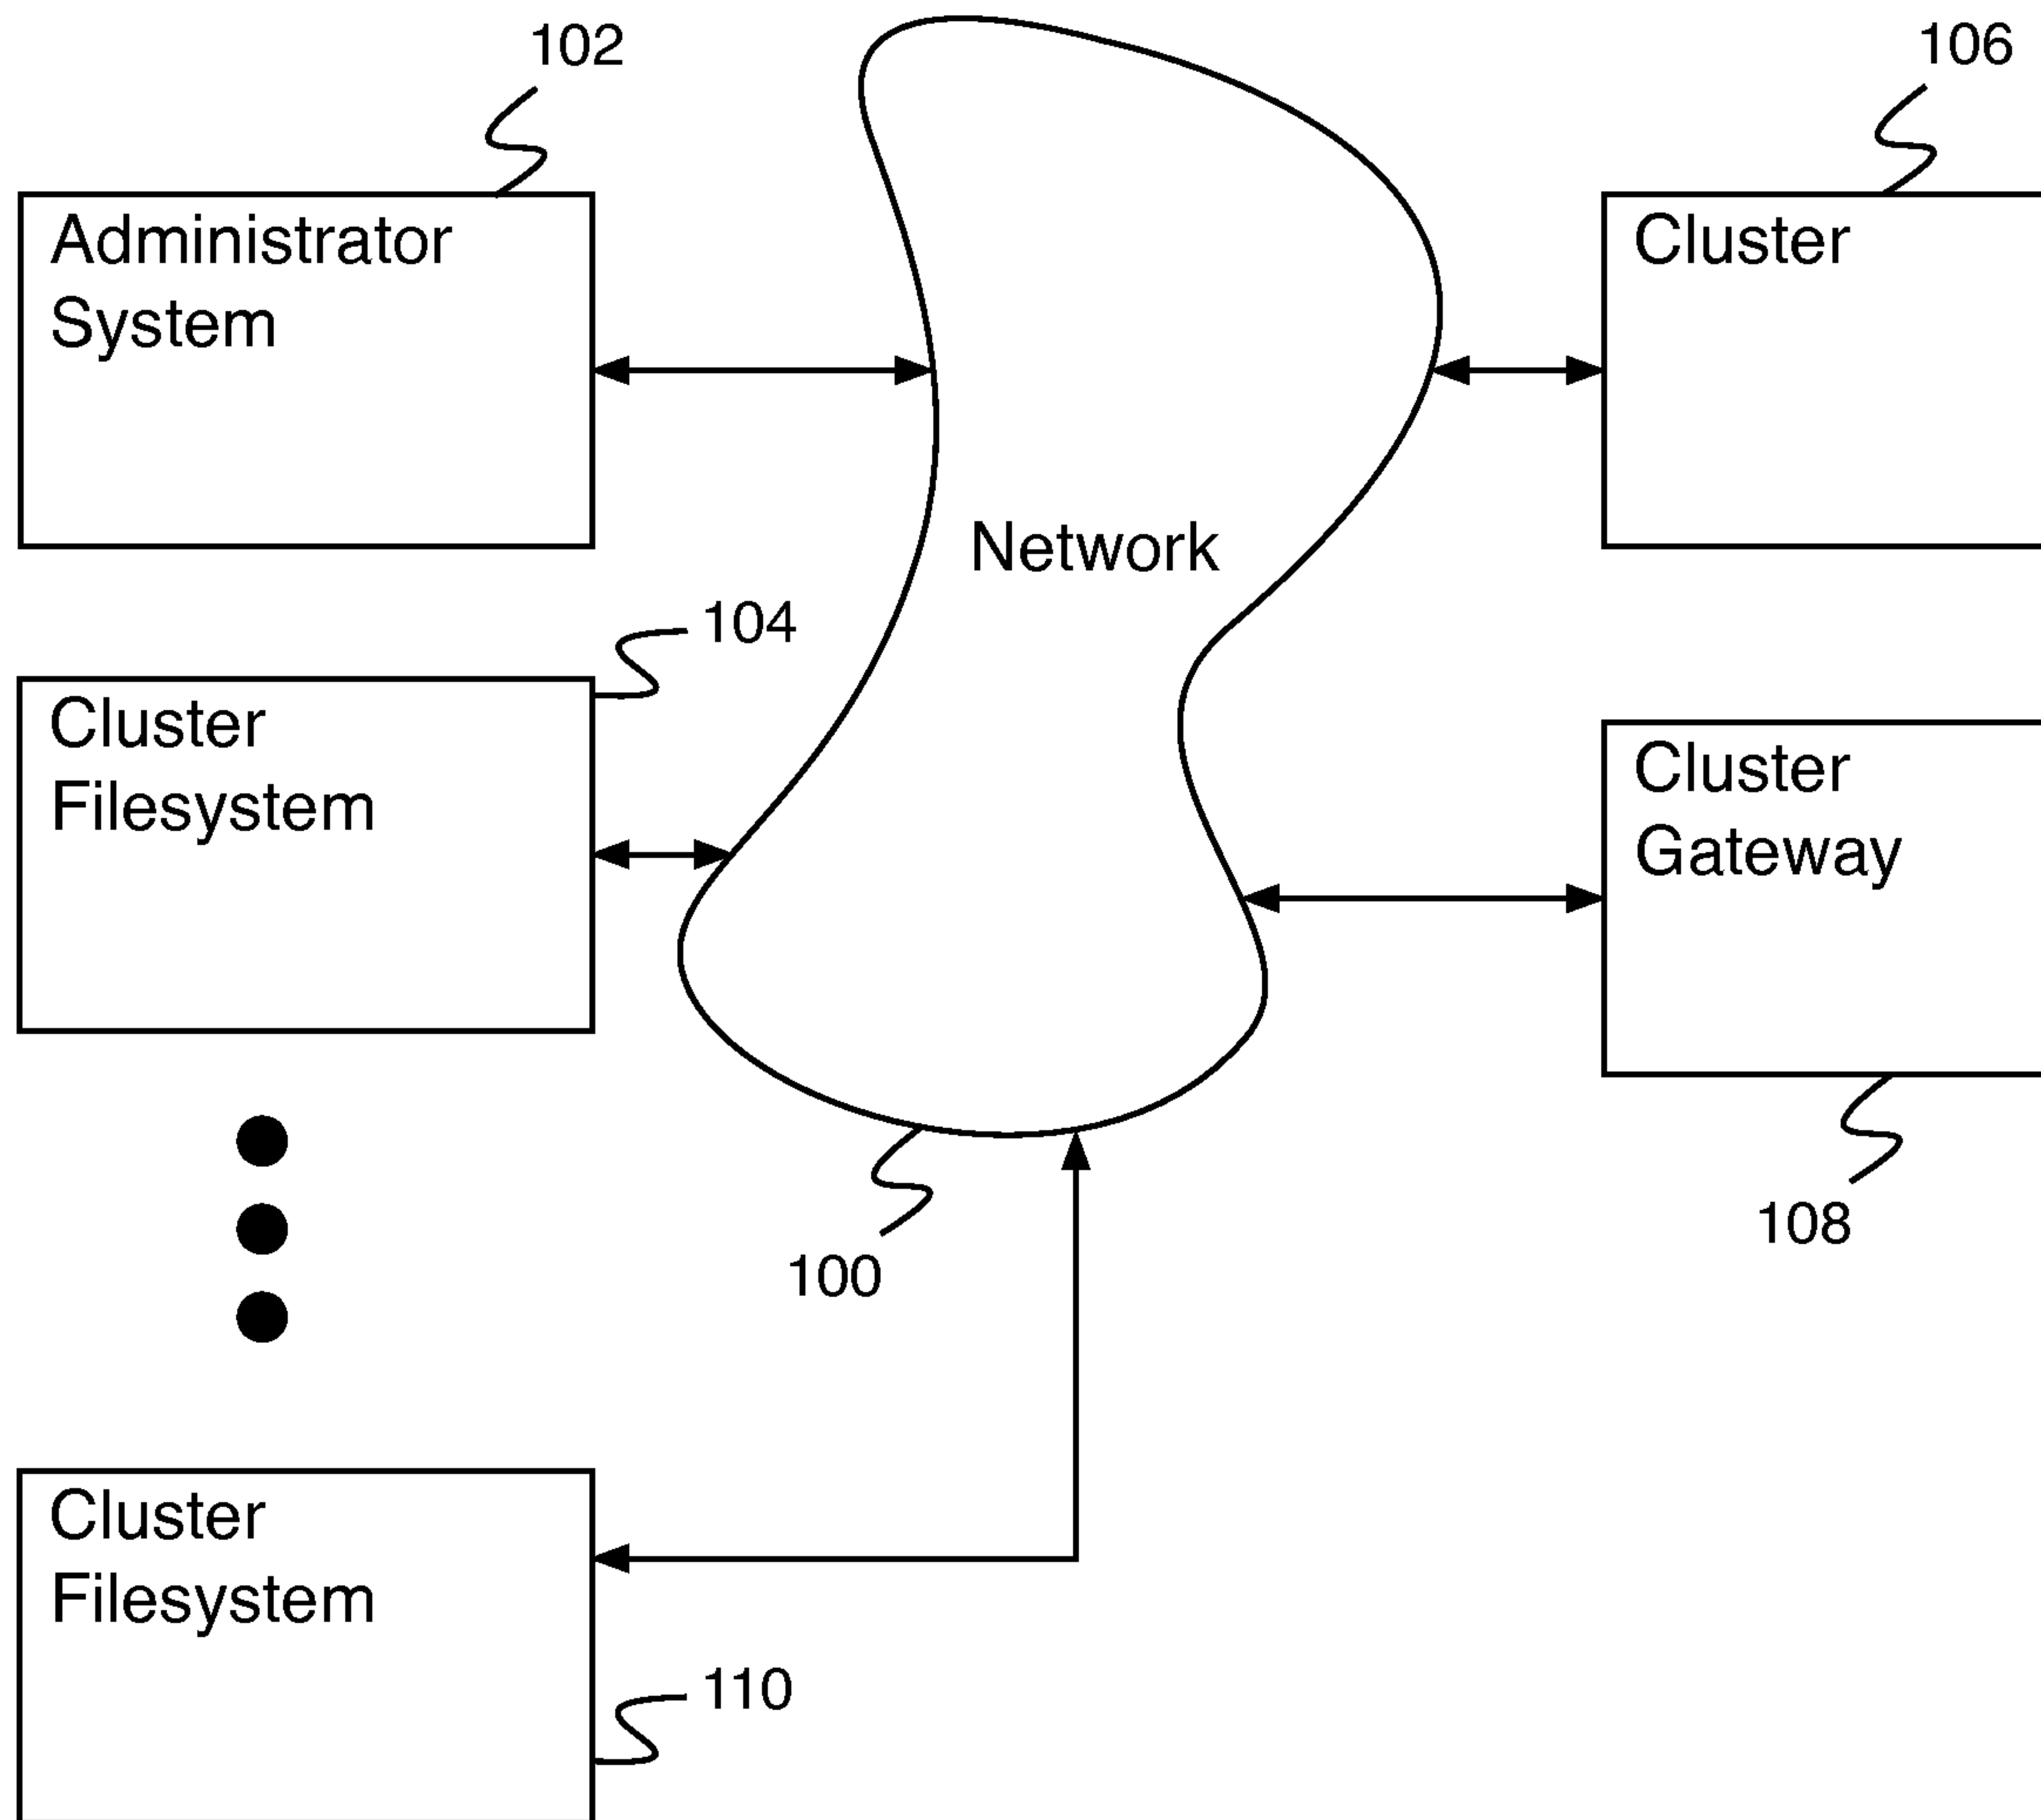 102
106
Administrator
System
Cluster
Network
104
Cluster
Filesystem
Cluster
Gateway
100
108
Cluster
Filesystem
110